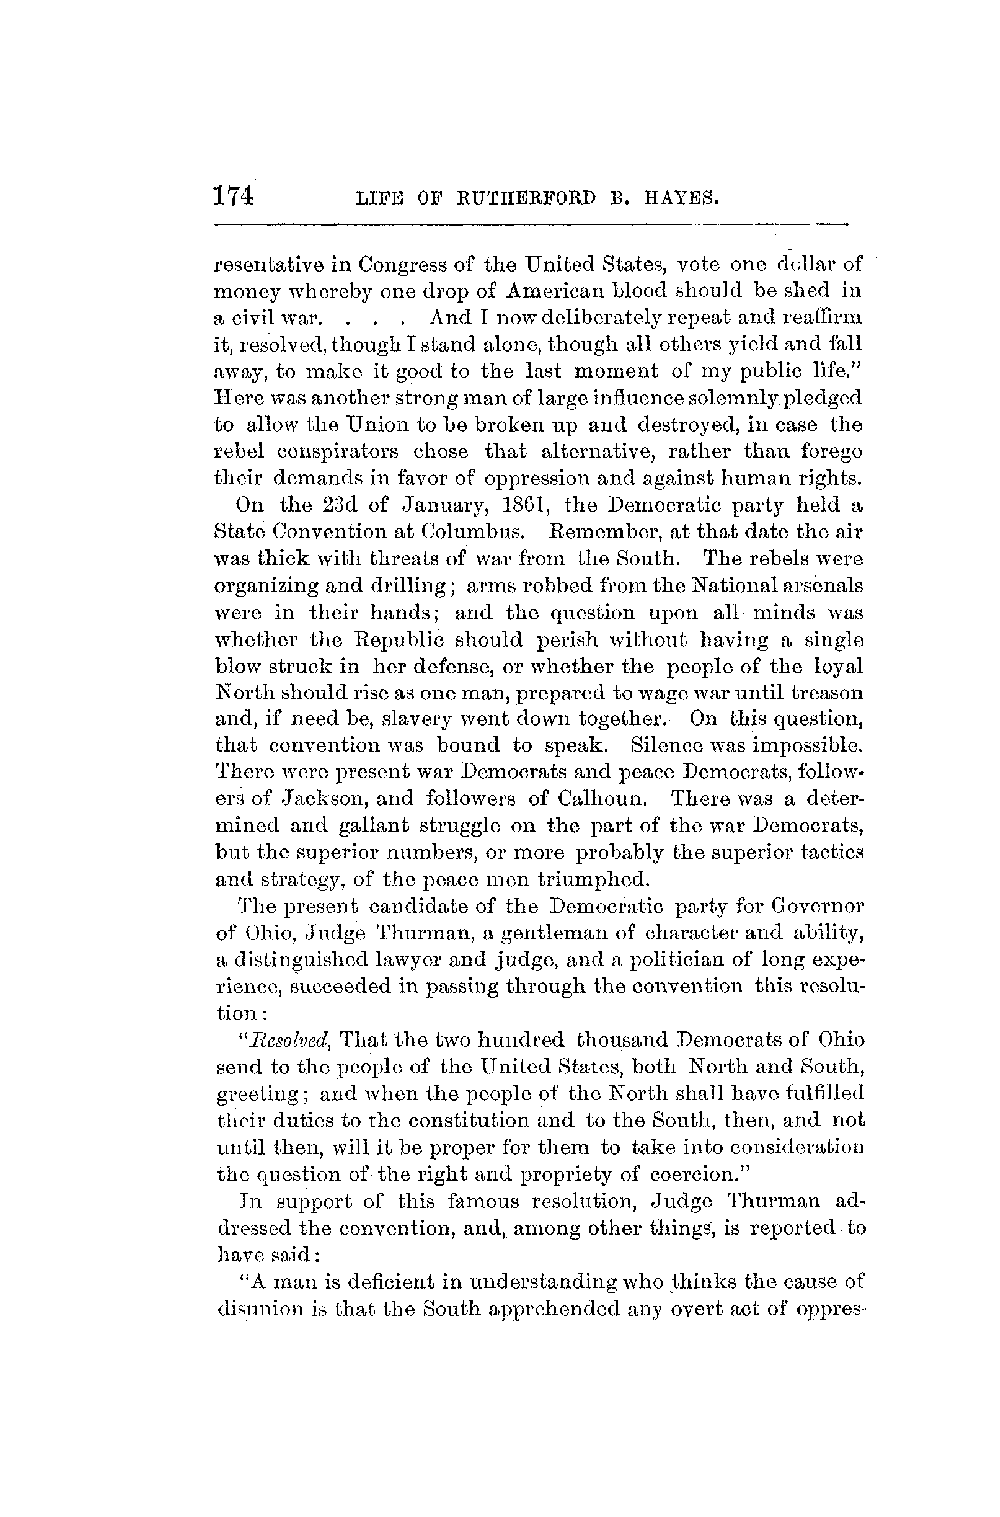 174 LIFE OF RUTHERFORD B. HAYES.
resentative in Congress of the United States, vote one dollar of
money whereby one drop of American blood should be shed in
a civil war. . . . And I now deliberately repeat and reaffirm
it, resolved, though I stand alone, though all others yield and fall
away, to make it good to the last moment of my public life."
Here was another strong man of large influence solemnly pledged
to allow the Union to be broken up and destroyed, in case the
rebel conspirators chose that alternative, rather than forego
their demands in favor of oppression and against human rights.
On the 23d of January, 1861, the Democratic party held a
State Convention at Columbus. Remember, at that date the air
was thick with threats of war from the South. The rebels were
organizing and drilling; arms robbed from the National arsenals
were in their hands; and the question upon all minds was
whether the Republic should perish without having a single
blow struck in her defense, or whether the people of the loyal
North should rise as one man, prepared to wage war until treason
and, if need be, slavery went down together. On this question,
that convention was bound to speak. Silence was impossible.
There were present war Democrats and peace Democrats, follow-
ers of Jackson, and followers of Calhoun. There was a deter-
mined and gallant struggle on the part of the war Democrats,
but the superior numbers, or more probably the superior tactics
and strategy, of the peace men triumphed.
The present candidate of the Democratic party for Governor
of Ohio, Judge Thurman, a gentleman of character and ability,
a distinguished lawyer and judge, and a politician of long expe-
rience, succeeded in passing through the convention this resolu-
tion:
"Resolved, That the two hundred thousand Democrats of Ohio
send to the people of the United States, both North and South,
greeting; and when the people of the North shall have fulfilled
their duties to the constitution and to the South, then, and not
until then, will it be proper for them to take into consideration
the question of the right and propriety of coercion."
In support of this famous resolution, Judge Thurman ad-
dressed the convention, and, among other things, is reported to
have said:
"A man is deficient in understanding who thinks the cause of
disunion is that the South apprehended any overt act of oppres-